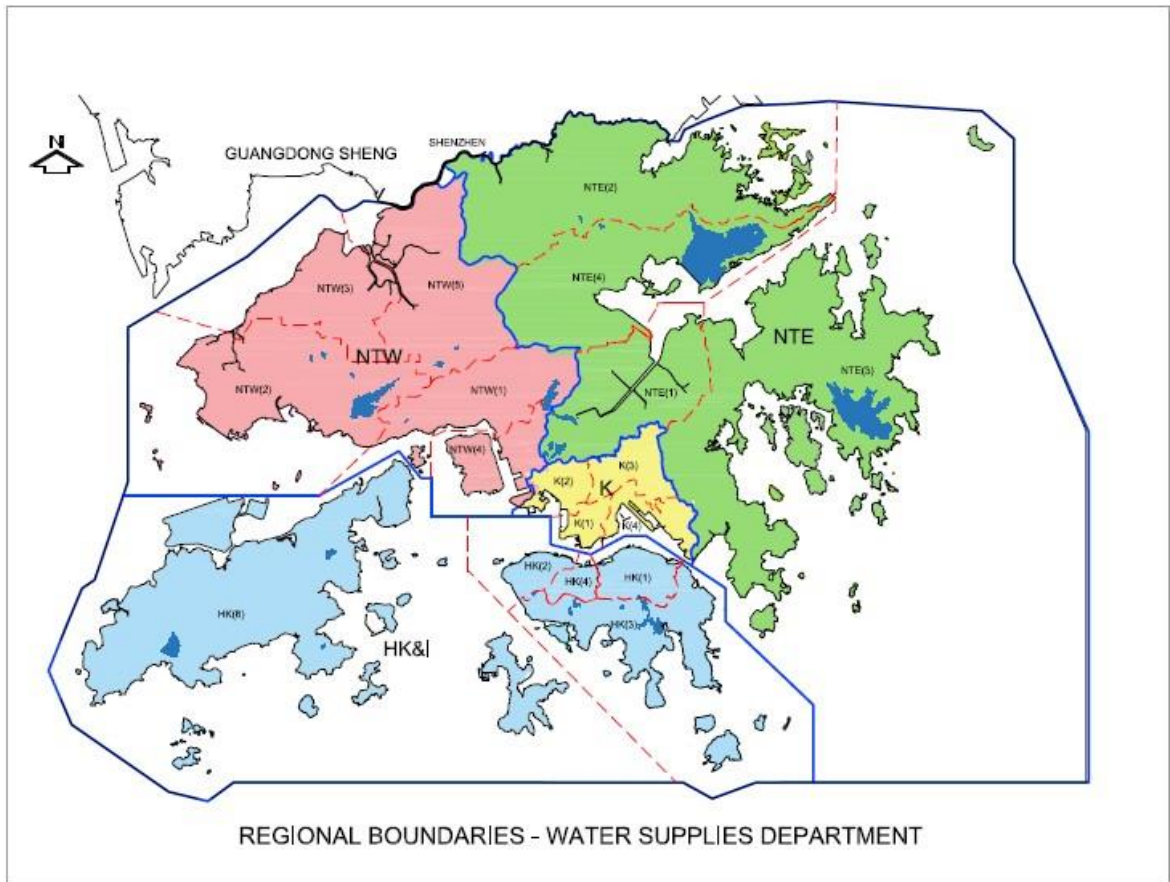 N
GUANGDONG SHENG
SHENZHEN
NTE(2)
NTW(3)
NTW(5)
NTE(4)
NTW
NTE
NTW(2)
NTW(1)
NTE(1)
NTE(3)
NTW(4)
K(2)
K(3)
K
K(1)
K(4)
HK(2)
HK(4)
HK(1)
HK(6)
HK(3)
HK&I
REGIONAL BOUNDARIES - WATER SUPPLIES DEPARTMENT